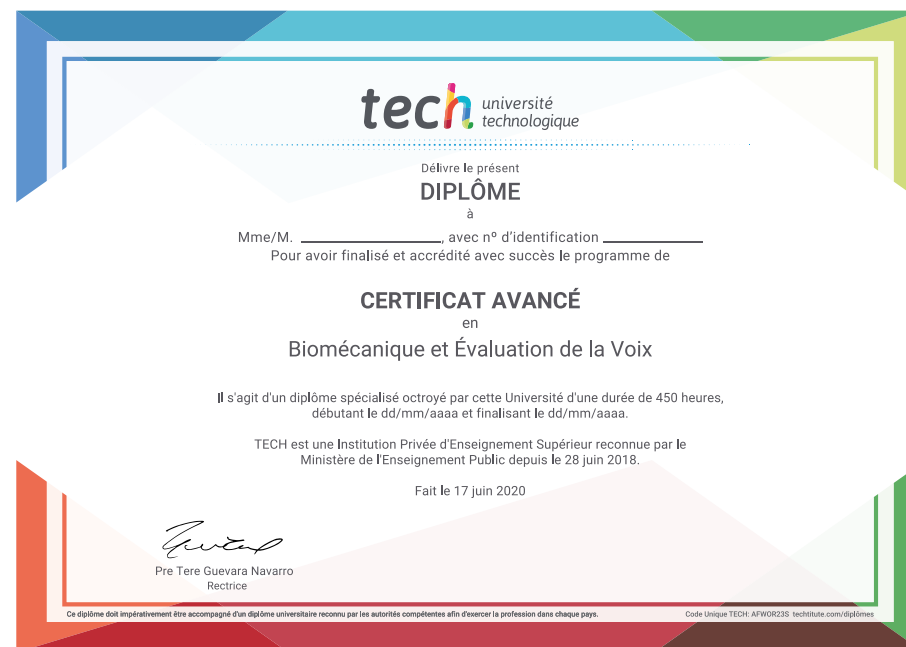 tech université
technologique
Délivre le présent
DIPLÔME
à
Mme/M. ____________________, avec nº d'identification ______________
Pour avoir finalisé et accrédité avec succès le programme de
CERTIFICAT AVANCÉ
en
Biomécanique et Évaluation de la Voix
Il s'agit d'un diplôme spécialisé octroyé par cette Université d'une durée de 450 heures,
débutant le dd/mm/aaaa et finalisant le dd/mm/aaaa.
TECH est une Institution Privée d'Enseignement Supérieur reconnue par le
Ministère de l'Enseignement Public depuis le 28 juin 2018.
Fait le 17 juin 2020
Pre Tere Guevara Navarro
Rectrice
Ce diplôme doit impérativement être accompagné d'un diplôme universitaire reconnu par les autorités compétentes afin d'exercer la profession dans chaque pays.
Code Unique TECH: AFWOR23S techtitute.com/diplômes